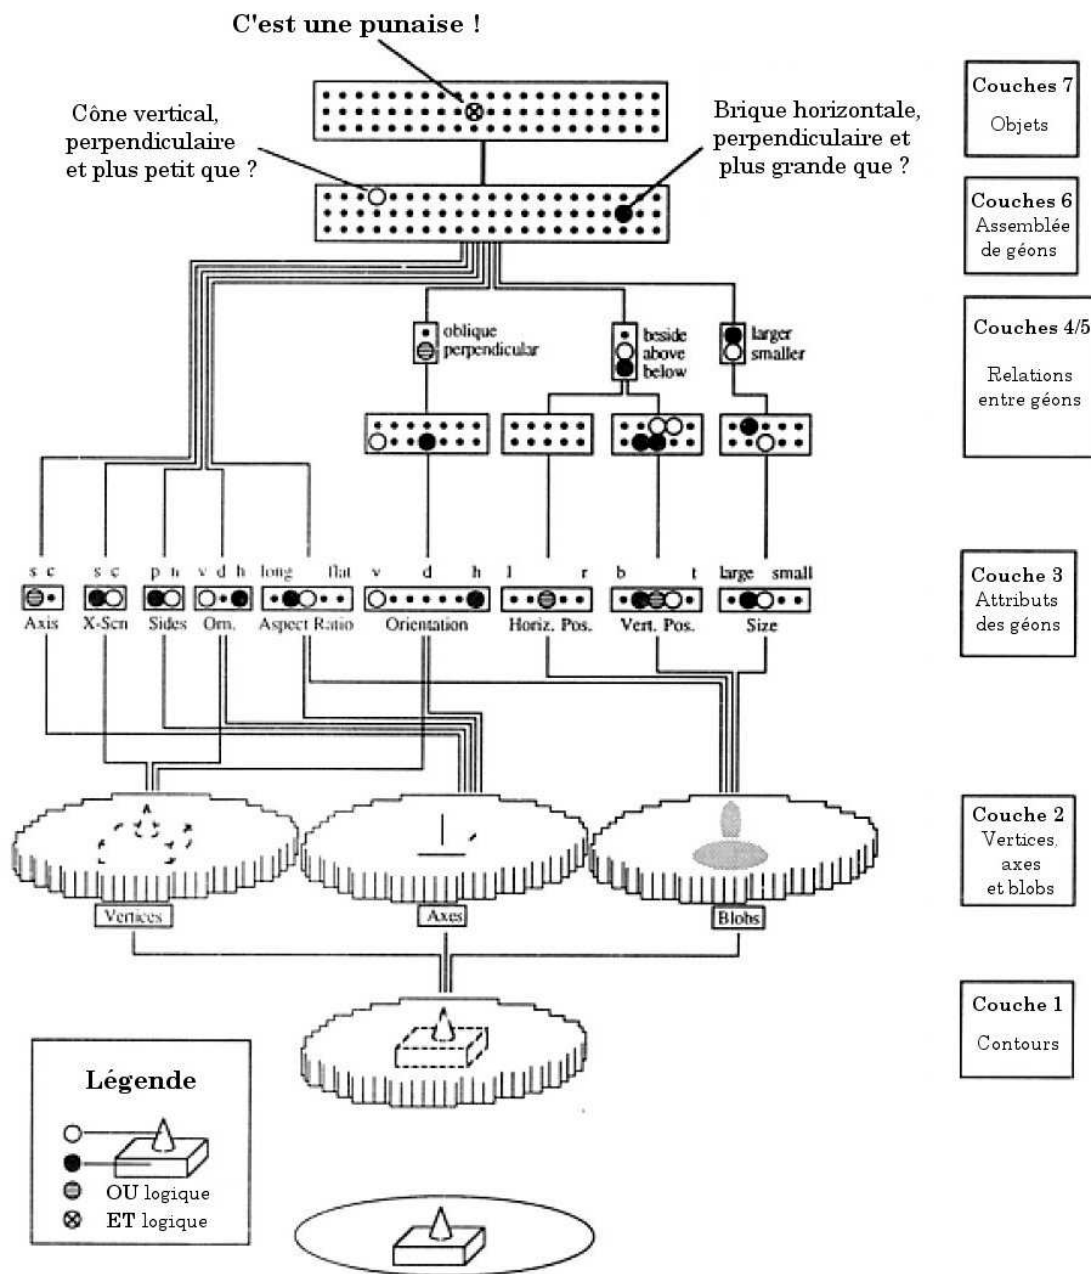 C'est une punaise !
Cône vertical,
perpendiculaire
et plus petit que ?
Brique horizontale,
perpendiculaire et
plus grande que ?
Couches 7
Objets
Couches 6
Assemblée
de géons
oblique
perpendicular
beside
above
below
larger
smaller
Couches 4/5
Relations
entre géons
s c
s c
p n
v d h
long flat
v d h
l r
b t
large small
Axis
X-Scn
Sides
Orn.
Aspect Ratio
Orientation
Horiz. Pos.
Vert. Pos.
Size
Couche 3
Attributs
des géons
Vertices
Axes
Blobs
Couche 2
Vertices,
axes
et blobs
Couche 1
Contours
Légende
OU logique
ET logique